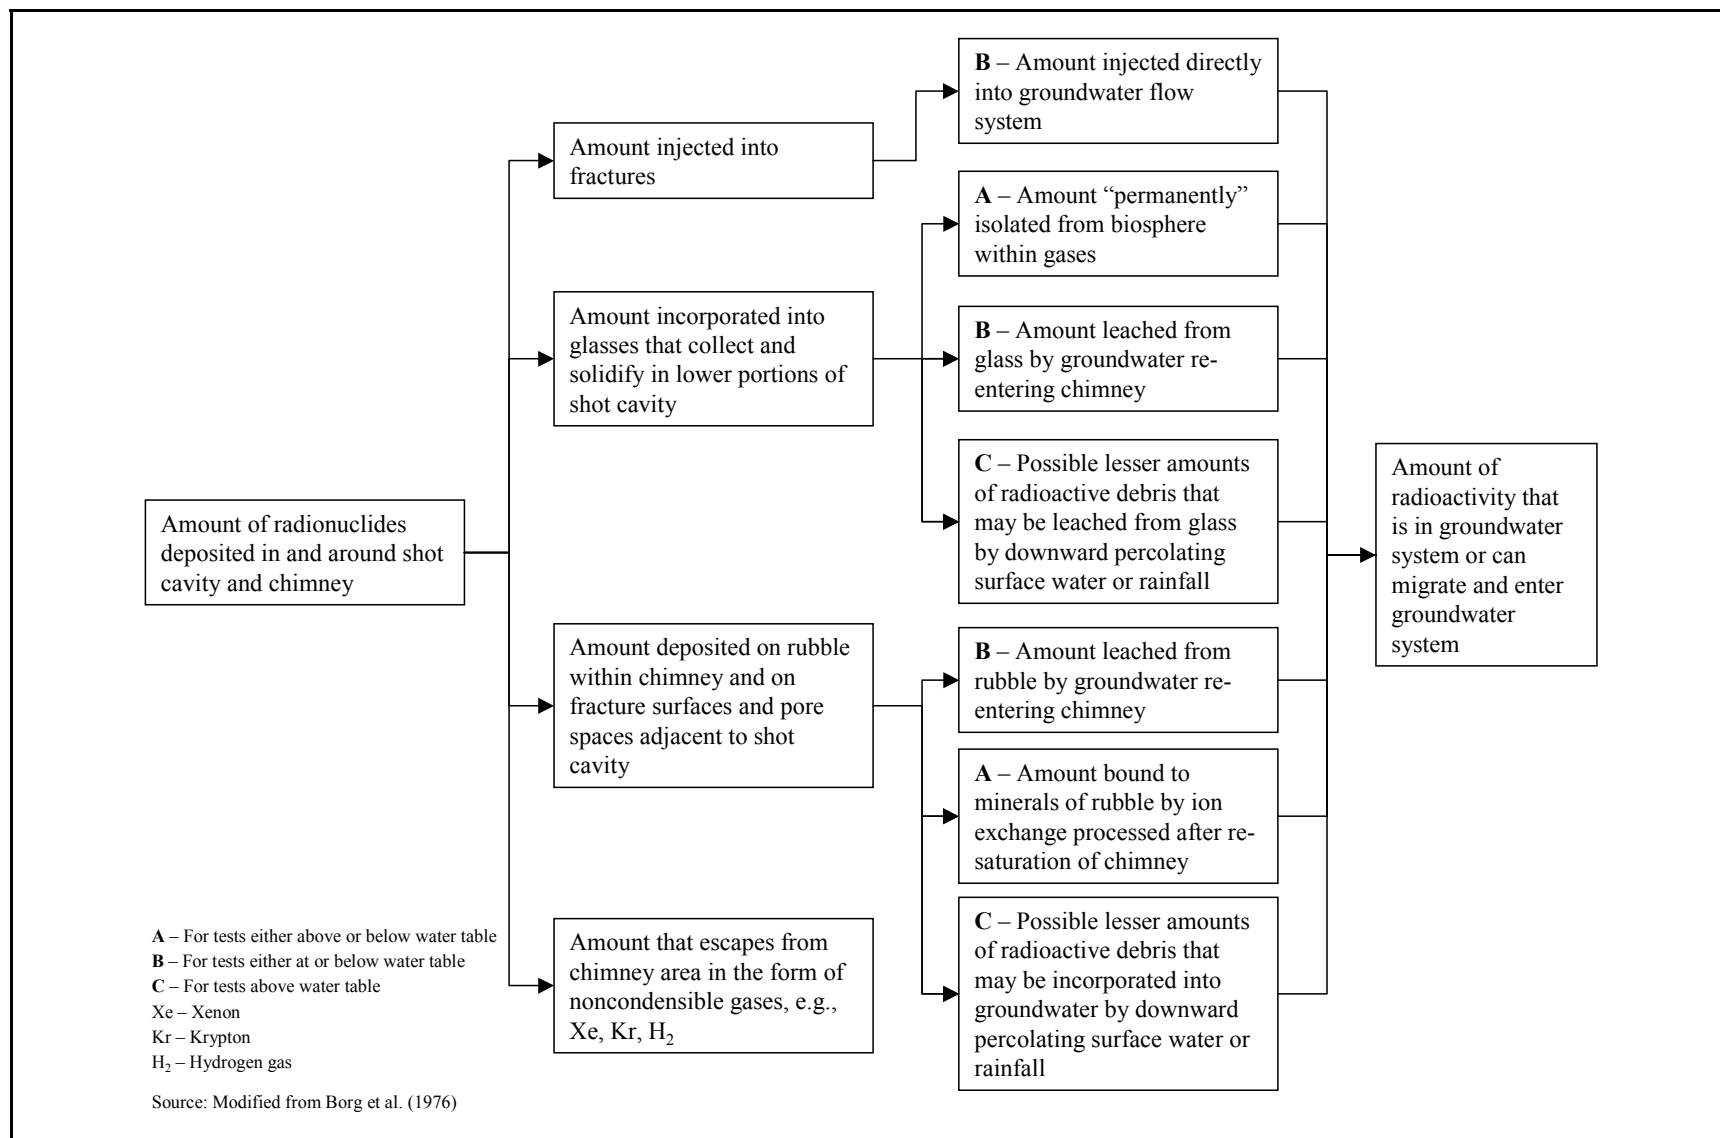 B – Amount injected directly
into groundwater flow
system
Amount injected into
fractures
A – Amount “permanently”
isolated from biosphere
within gases
Amount incorporated into
glasses that collect and
solidify in lower portions of
shot cavity
B – Amount leached from
glass by groundwater re-
entering chimney
C – Possible lesser amounts
of radioactive debris that
may be leached from glass
by downward percolating
surface water or rainfall
Amount of
radioactivity that
is in groundwater
system or can
migrate and enter
groundwater
system
Amount of radionuclides
deposited in and around shot
cavity and chimney
Amount deposited on rubble
within chimney and on
fracture surfaces and pore
spaces adjacent to shot
cavity
B – Amount leached from
rubble by groundwater re-
entering chimney
A – Amount bound to
minerals of rubble by ion
exchange processed after re-
saturation of chimney
C – Possible lesser amounts
of radioactive debris that
may be incorporated into
groundwater by downward
percolating surface water or
rainfall
Amount that escapes from
chimney area in the form of
noncondensible gases, e.g.,
Xe, Kr, H₂
A – For tests either above or below water table
B – For tests either at or below water table
C – For tests above water table
Xe – Xenon
Kr – Krypton
H₂ – Hydrogen gas
Source: Modified from Borg et al. (1976)